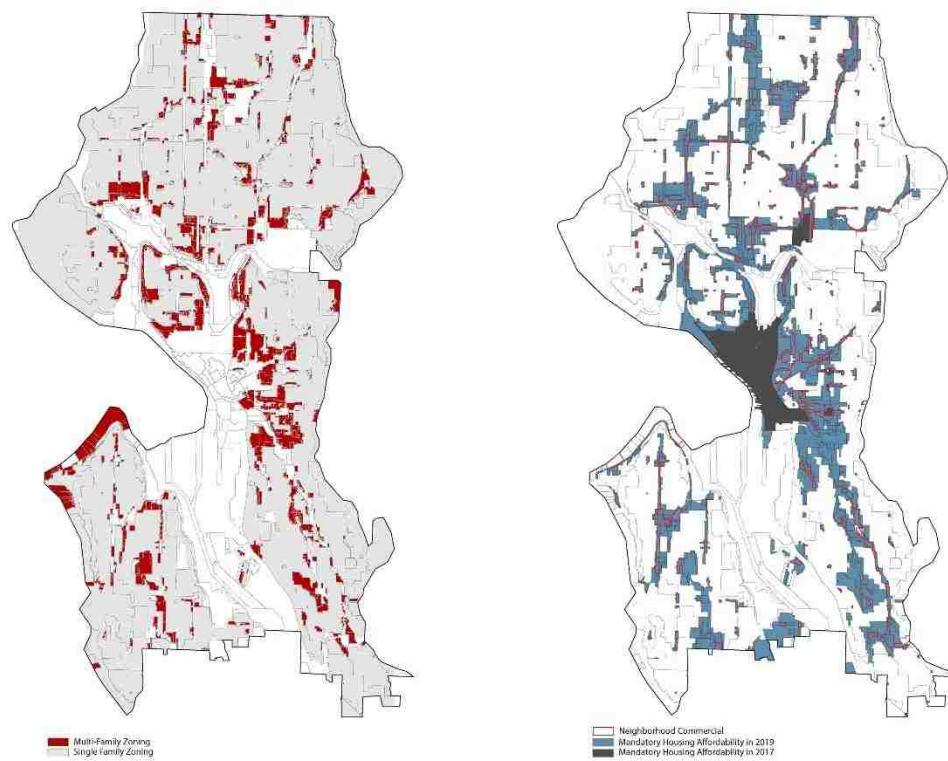 Multi-Family Zoning
Single Family Zoning
Neighborhood Commercial
Mandatory Housing Affordability in 2019
Mandatory Housing Affordability in 2017